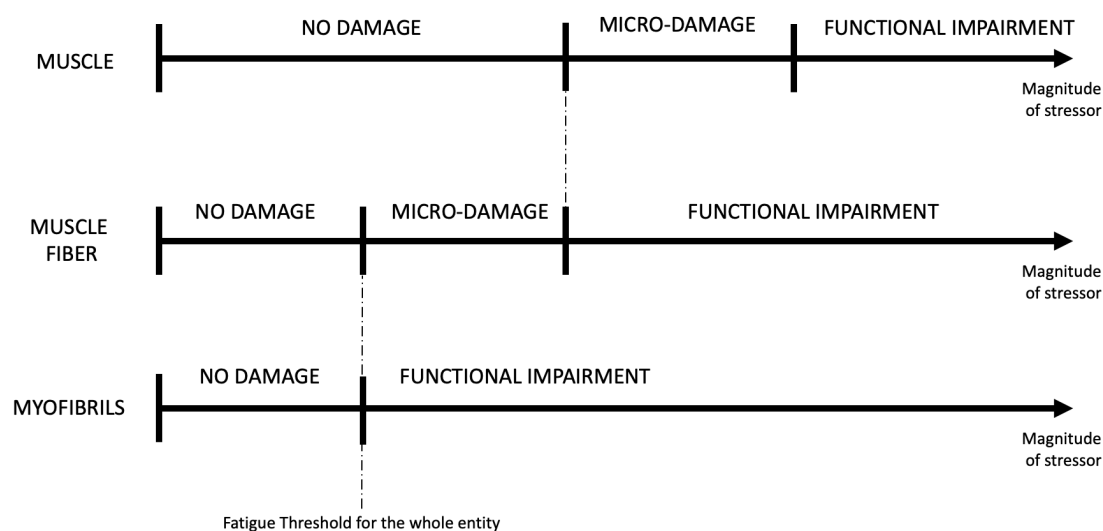 NO DAMAGE
MICRO-DAMAGE
FUNCTIONAL IMPAIRMENT
MUSCLE
Magnitude
of stressor
NO DAMAGE
MICRO-DAMAGE
FUNCTIONAL IMPAIRMENT
MUSCLE
FIBER
Magnitude
of stressor
NO DAMAGE
FUNCTIONAL IMPAIRMENT
MYOFIBRILS
Magnitude
of stressor
Fatigue Threshold for the whole entity